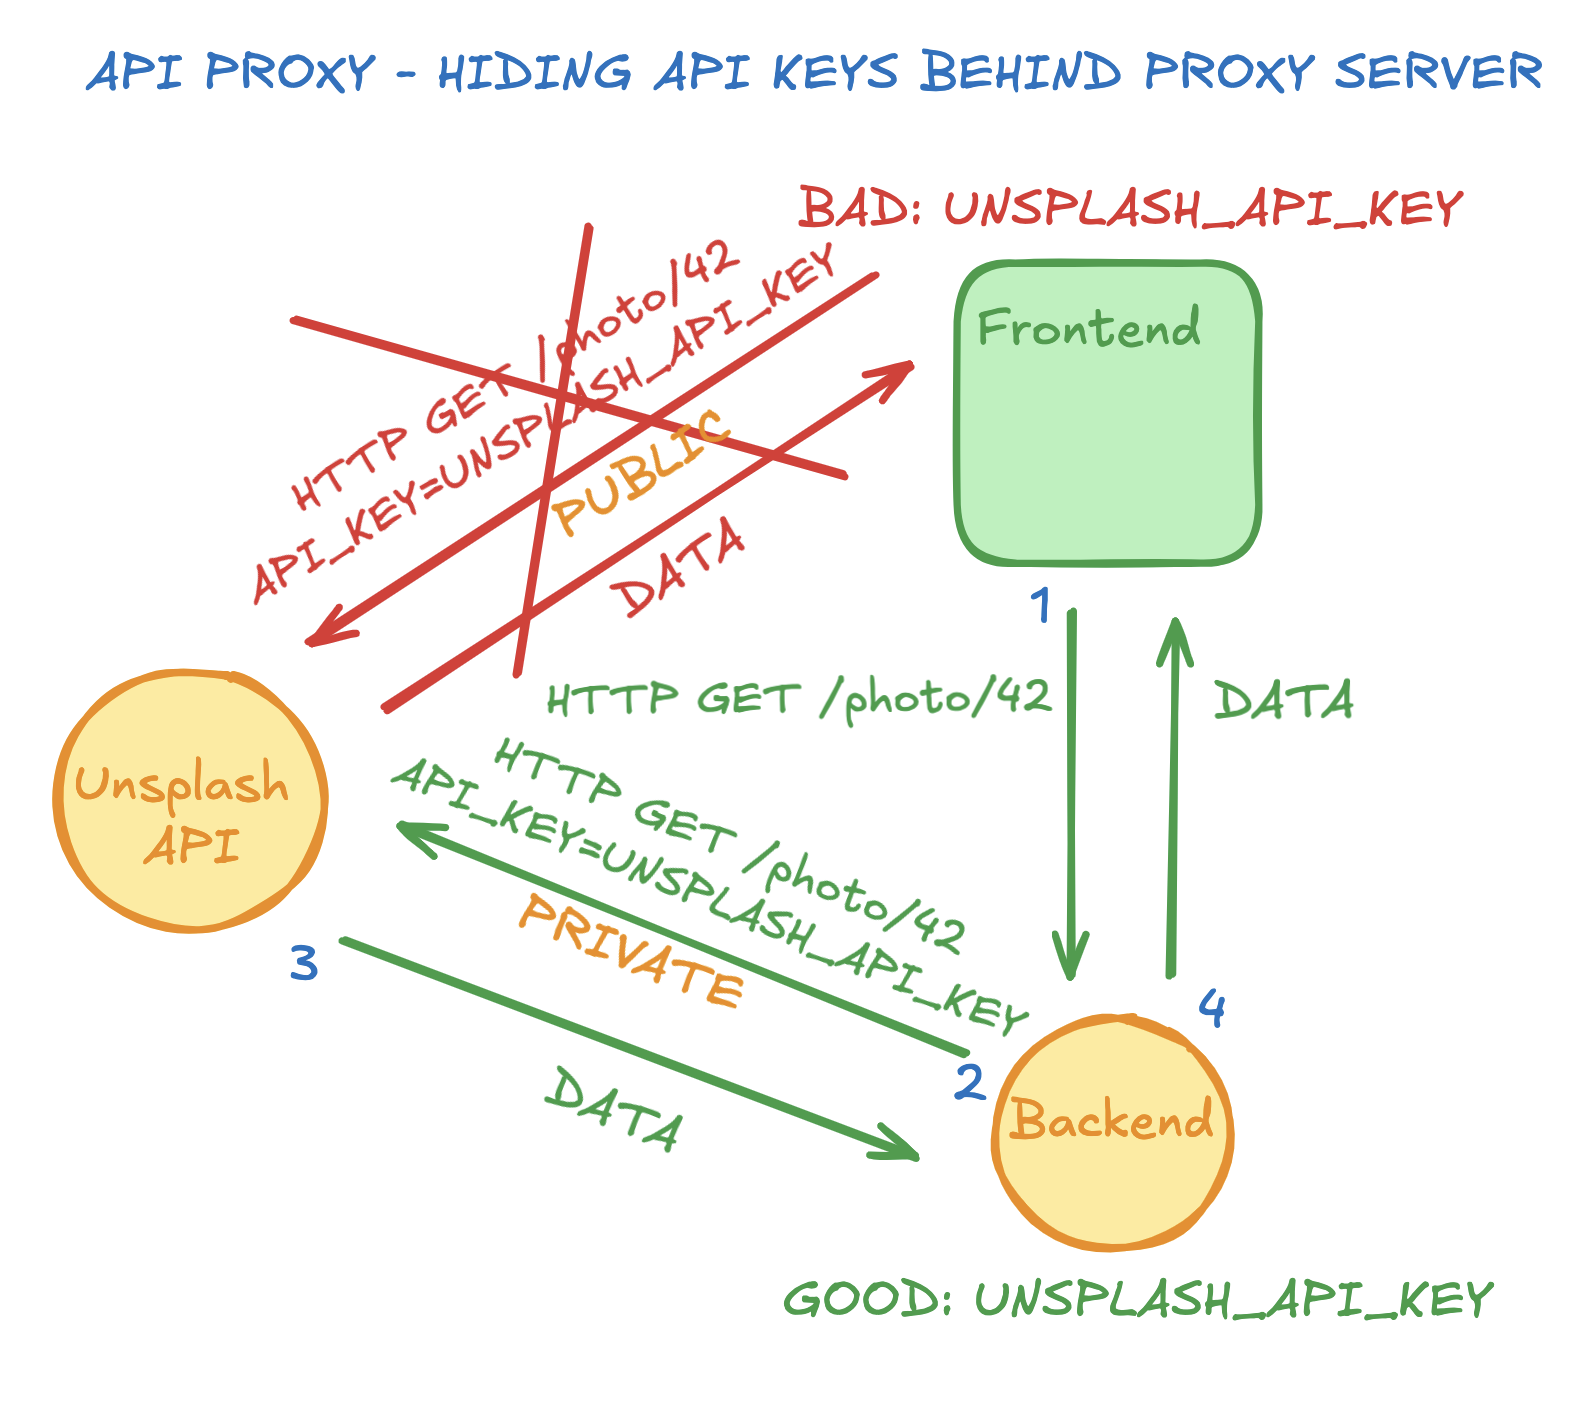 API PROXY - HIDING API KEYS BEHIND PROXY SERVER
BAD: UNSPLASH_API_KEY
HTTP GET /photo/42
API_KEY=UNSPLASH_API_KEY
PUBLIC
DATA
Frontend
1
HTTP GET /photo/42
DATA
Unsplash
API
HTTP GET /photo/42
API_KEY=UNSPLASH_API_KEY
PRIVATE
3
DATA
4
2
Backend
GOOD: UNSPLASH_API_KEY